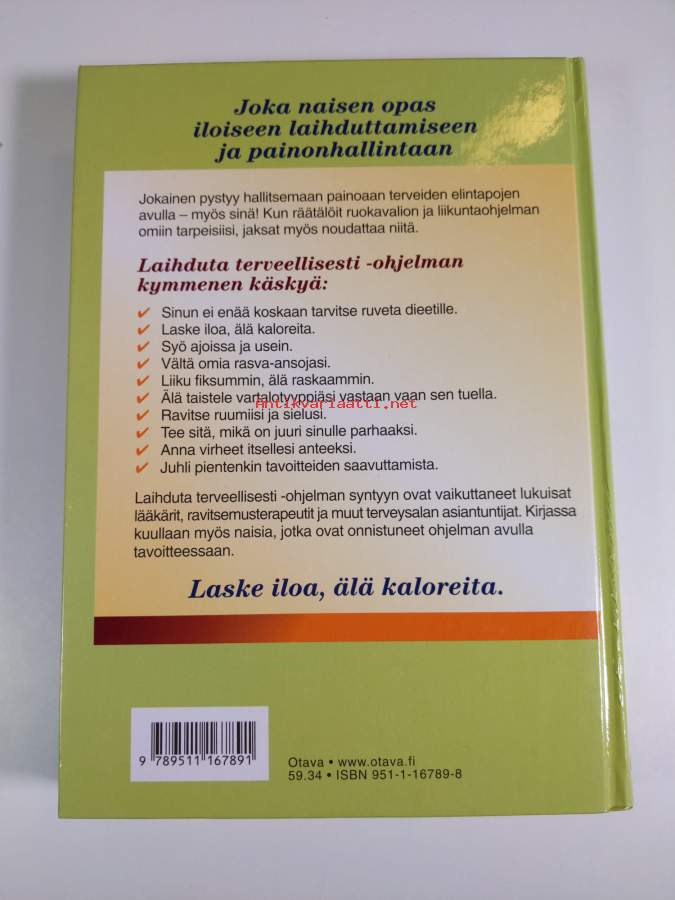 Joka naisen opas
iloiseen laihduttamiseen
ja painonhallintaan
Jokainen pystyy hallitsemaan painoaan terveiden elintapojen
avulla – myös sinä! Kun räätälöit ruokavalion ja liikuntaohjelman
omiin tarpeisiisi, jaksat myös noudattaa niitä.
Laihduta terveellisesti -ohjelman
kymmenen käskyä:
✔ Sinun ei enää koskaan tarvitse ruveta dieetille.
✔ Laske iloa, älä kaloreita.
✔ Syö ajoissa ja usein.
✔ Vältä omia rasva-ansojasi.
✔ Liiku fiksummin, älä raskaammin.
✔ Älä taistele vartalotyyppiäsi vastaan vaan sen tuella.
Antikvariaatti.net
✔ Ravitse ruumiisi ja sielusi.
✔ Tee sitä, mikä on juuri sinulle parhaaksi.
✔ Anna virheet itsellesi anteeksi.
✔ Juhli pientenkin tavoitteiden saavuttamista.
Laihduta terveellisesti -ohjelman syntyyn ovat vaikuttaneet lukuisat
lääkärit, ravitsemusterapeutit ja muut terveysalan asiantuntijat. Kirjassa
kuullaan myös naisia, jotka ovat onnistuneet ohjelman avulla
tavoitteessaan.
Laske iloa, älä kaloreita.
9 789511 167891
Otava • www.otava.fi
59.34 • ISBN 951-1-16789-8